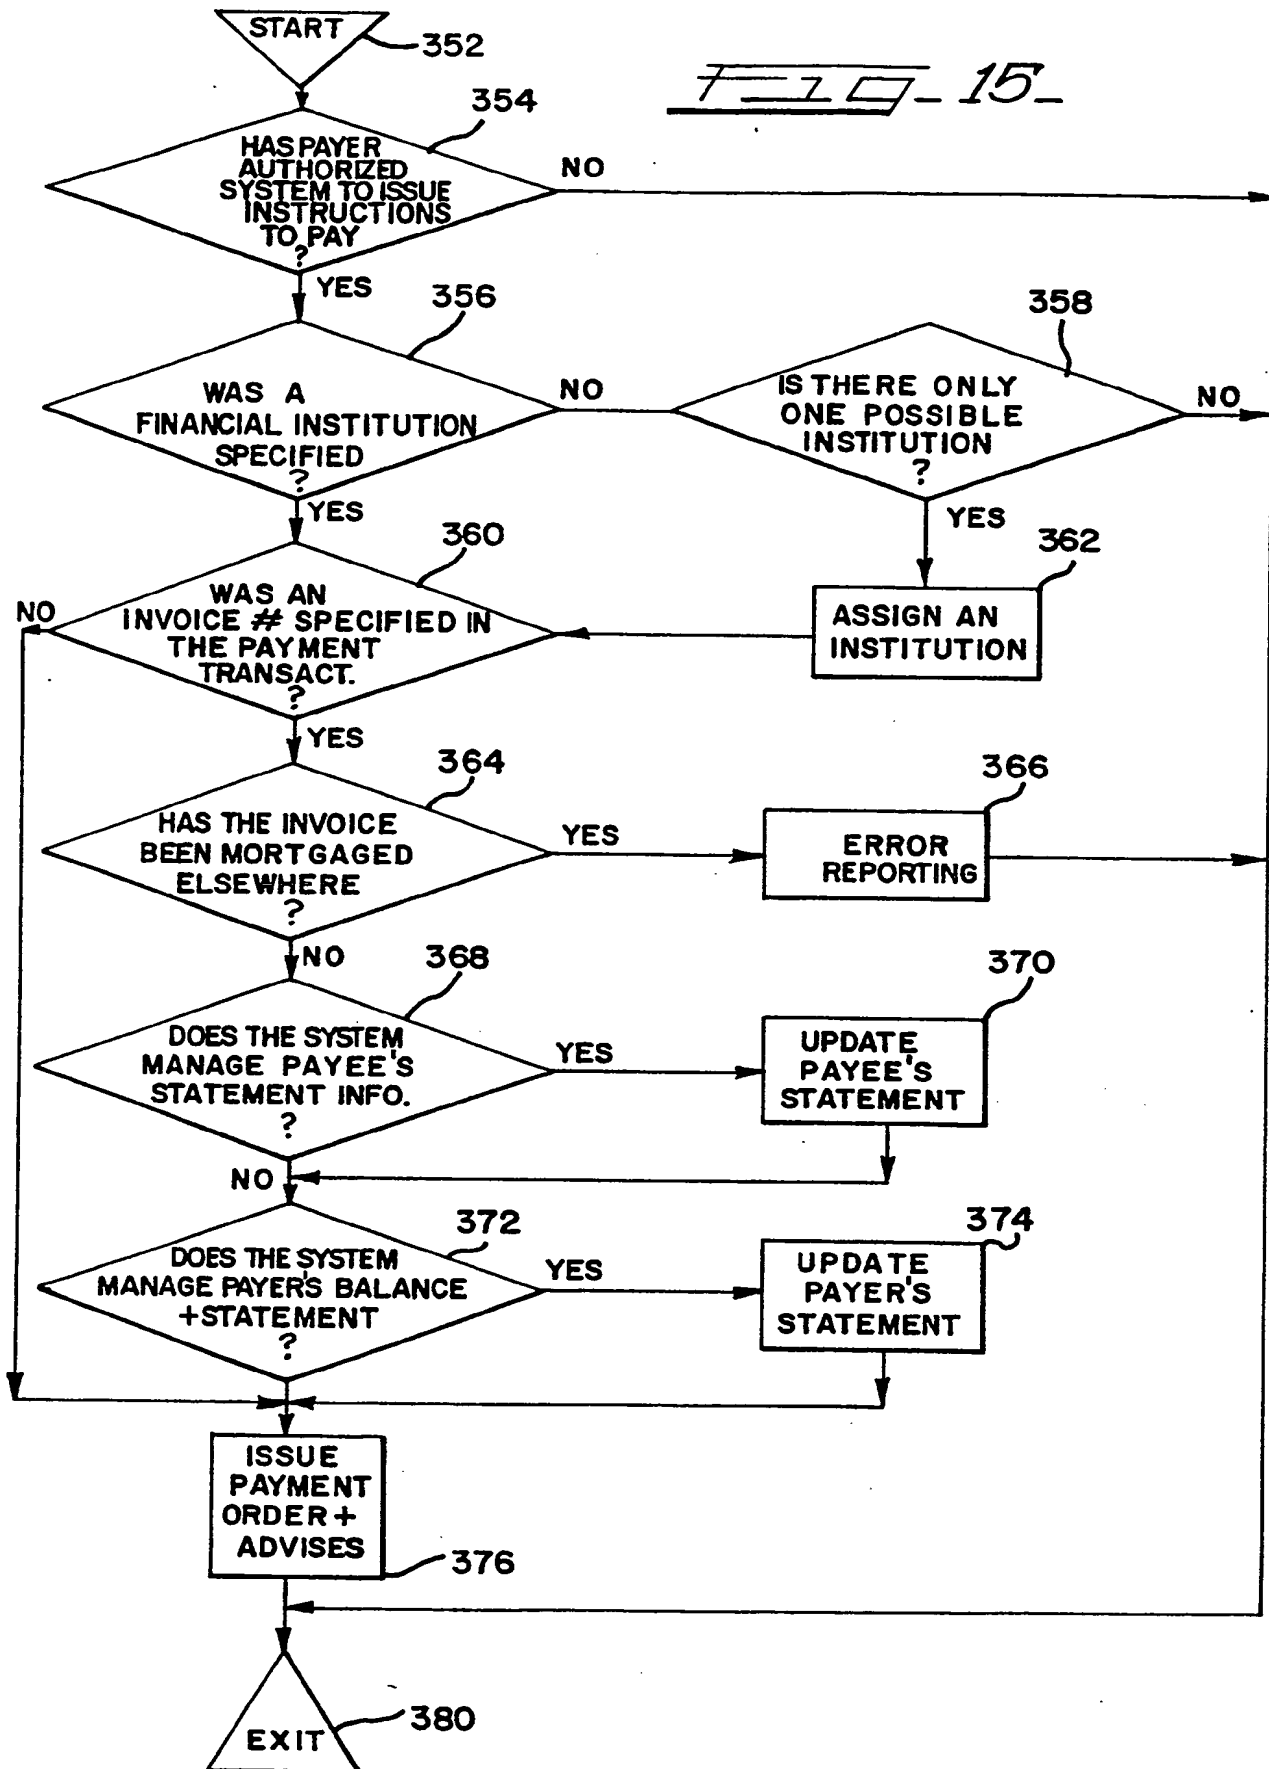 START
352
Fig-15-
354
HAS PAYER
AUTHORIZED
SYSTEM TO ISSUE
INSTRUCTIONS
TO PAY
?
NO
YES
356
358
WAS A
FINANCIAL INSTITUTION
SPECIFIED
?
NO
IS THERE ONLY
ONE POSSIBLE
INSTITUTION
?
NO
YES
YES
360
362
NO
WAS AN
INVOICE # SPECIFIED IN
THE PAYMENT
TRANSACT.
?
ASSIGN AN
INSTITUTION
YES
364
366
HAS THE INVOICE
BEEN MORTGAGED
ELSEWHERE
?
YES
ERROR
REPORTING
NO
368
370
DOES THE SYSTEM
MANAGE PAYEE'S
STATEMENT INFO.
?
YES
UPDATE
PAYEE'S
STATEMENT
NO
372
374
DOES THE SYSTEM
MANAGE PAYER'S BALANCE
+STATEMENT
?
YES
UPDATE
PAYER'S
STATEMENT
ISSUE
PAYMENT
ORDER +
ADVISES
376
EXIT
380